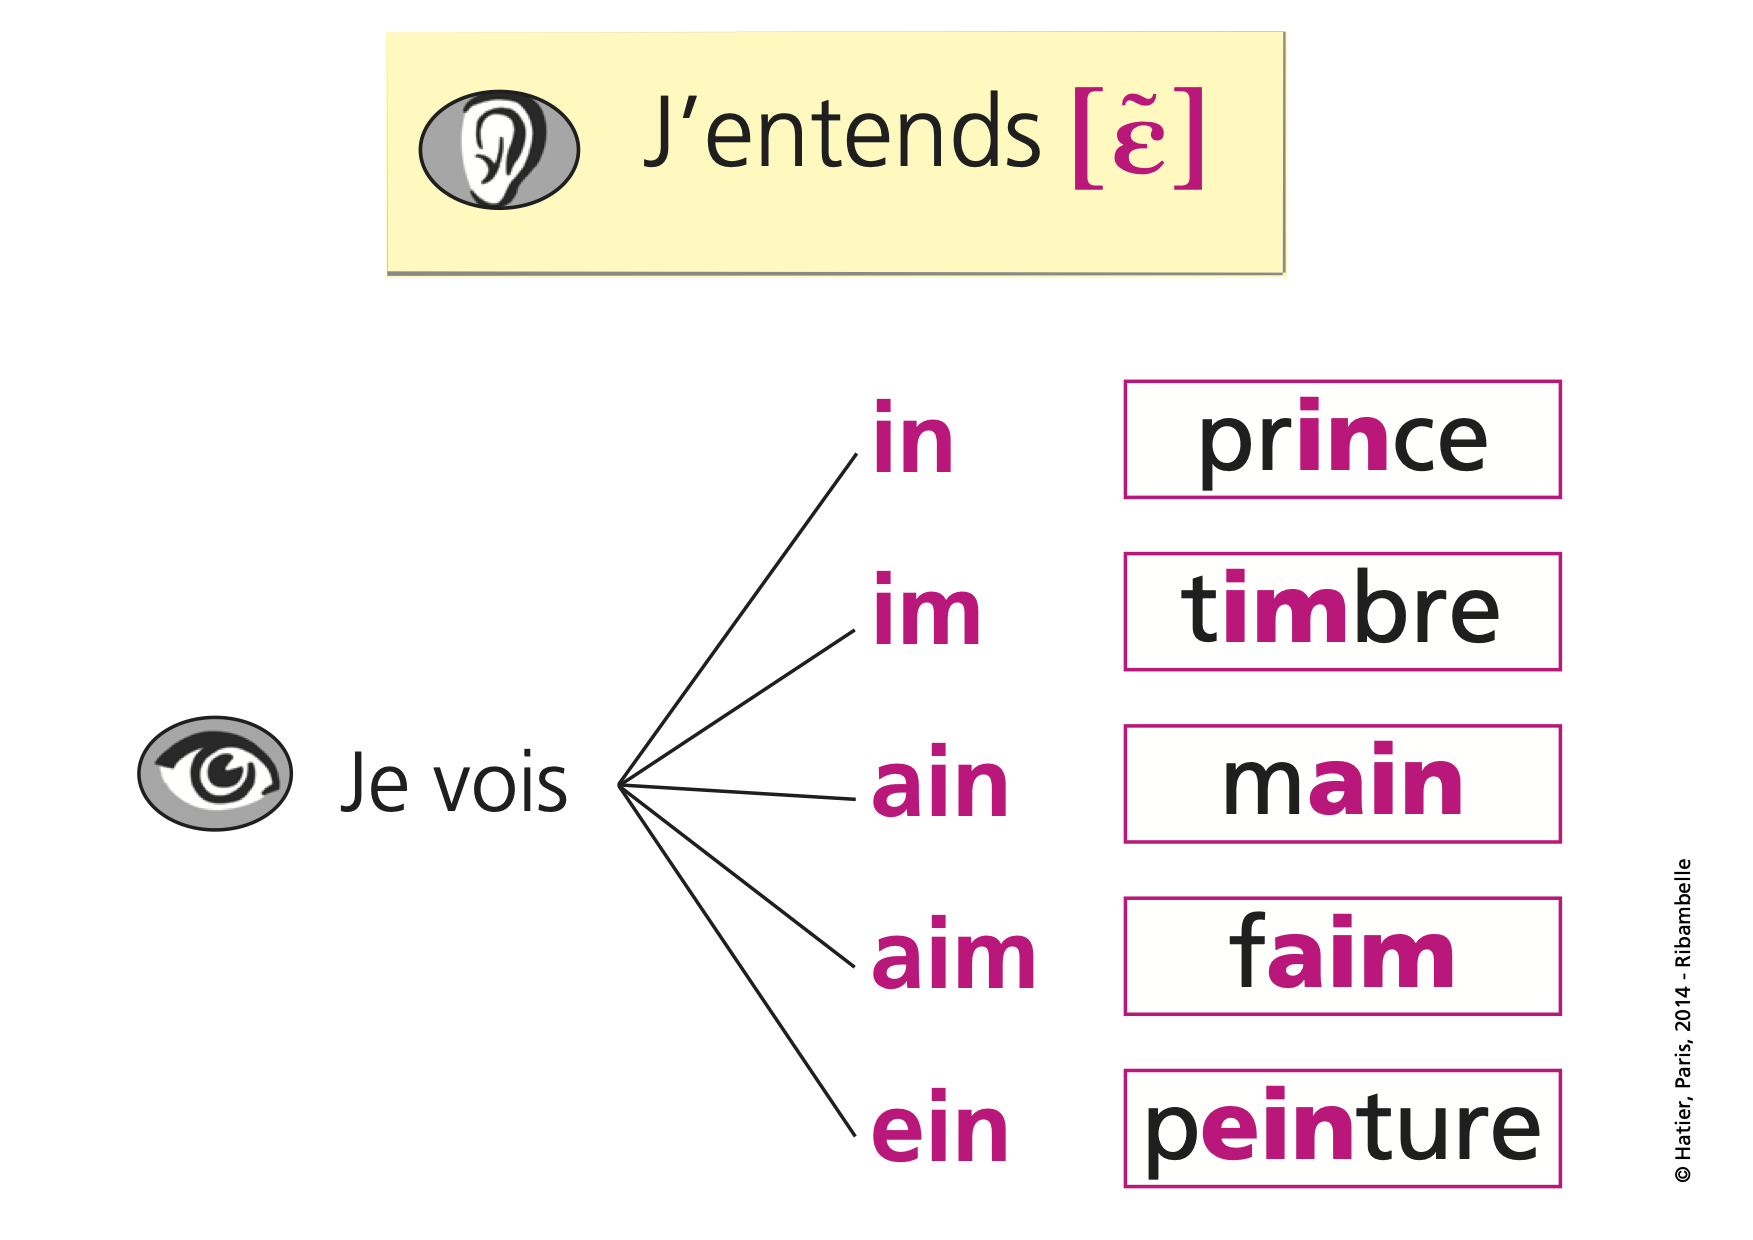 J’entends [ɛ̃]
Je vois
in prince
im timbre
ain main
aim faim
ein peinture
© Hatier, Paris, 2014 - Ribambelle